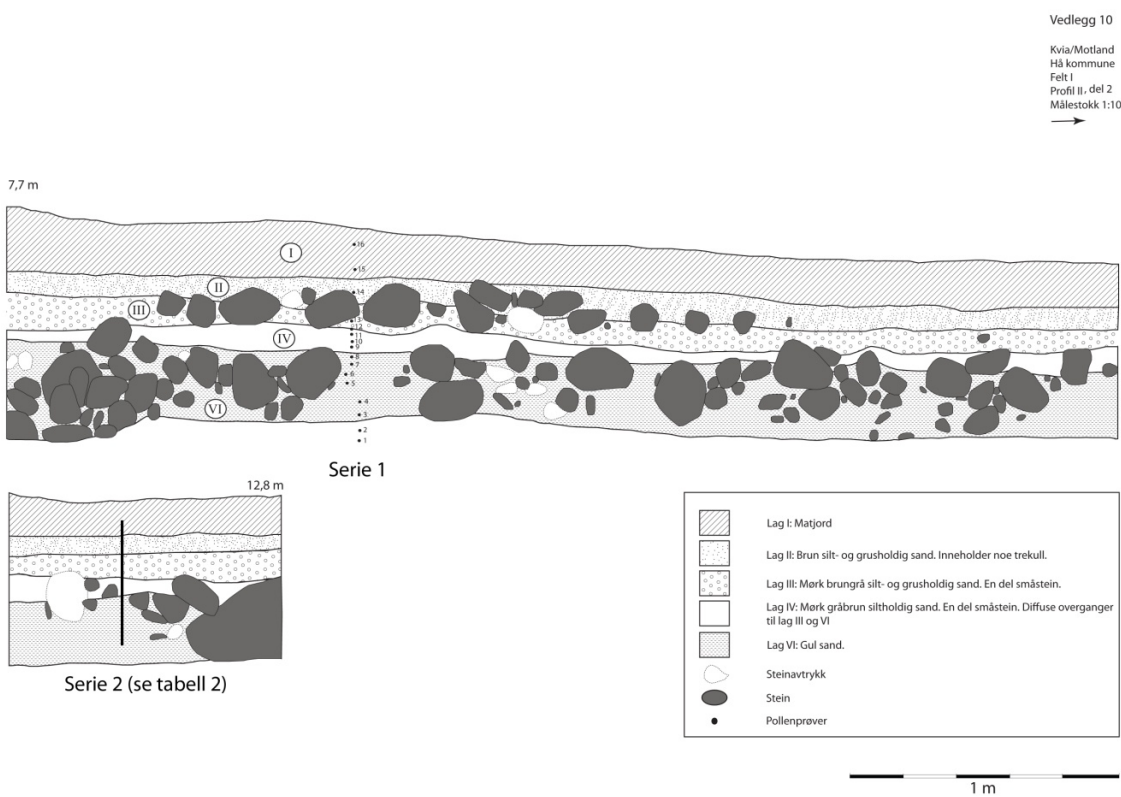 Vedlegg 10
Kvia/Motland
Hå kommune
Felt I
Profil II, del 2
Målestokk 1:10
7,7 m
I
II
III
IV
VI
16
15
14
13
12
11
10
9
8
7
6
5
4
3
2
1
Serie 1
12,8 m
Serie 2 (se tabell 2)
Lag I: Matjord
Lag II: Brun silt- og grusholdig sand. Inneholder noe trekull.
Lag III: Mørk brungrå silt- og grusholdig sand. En del småstein.
Lag IV: Mørk gråbrun siltholdig sand. En del småstein. Diffuse overganger
til lag III og VI
Lag VI: Gul sand.
Steinavtrykk
Stein
Pollenprøver
1 m